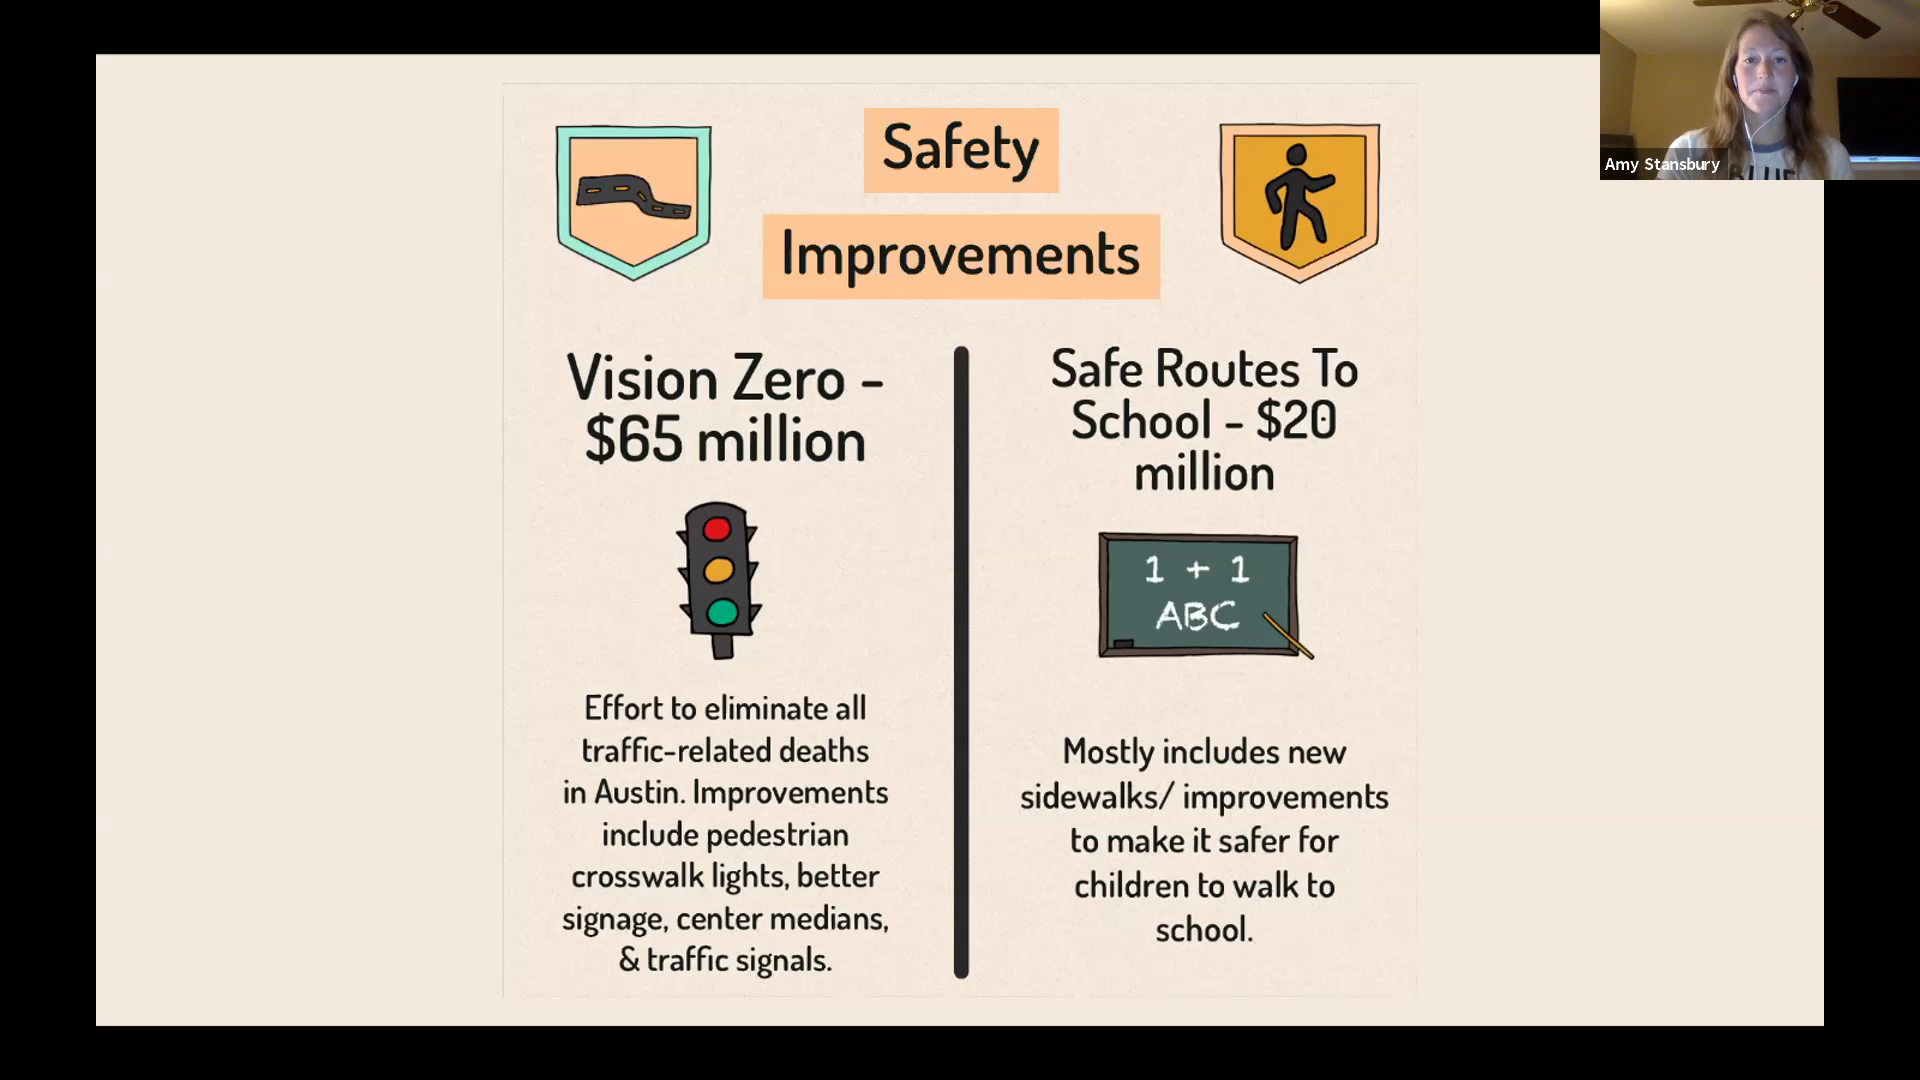 Safety
Improvements
Vision Zero -
$65 million
Effort to eliminate all
traffic-related deaths
in Austin. Improvements
include pedestrian
crosswalk lights, better
signage, center medians,
& traffic signals.
Safe Routes To
School - $20
million
1 + 1
ABC
Mostly includes new
sidewalks/ improvements
to make it safer for
children to walk to
school.
Amy Stansbury